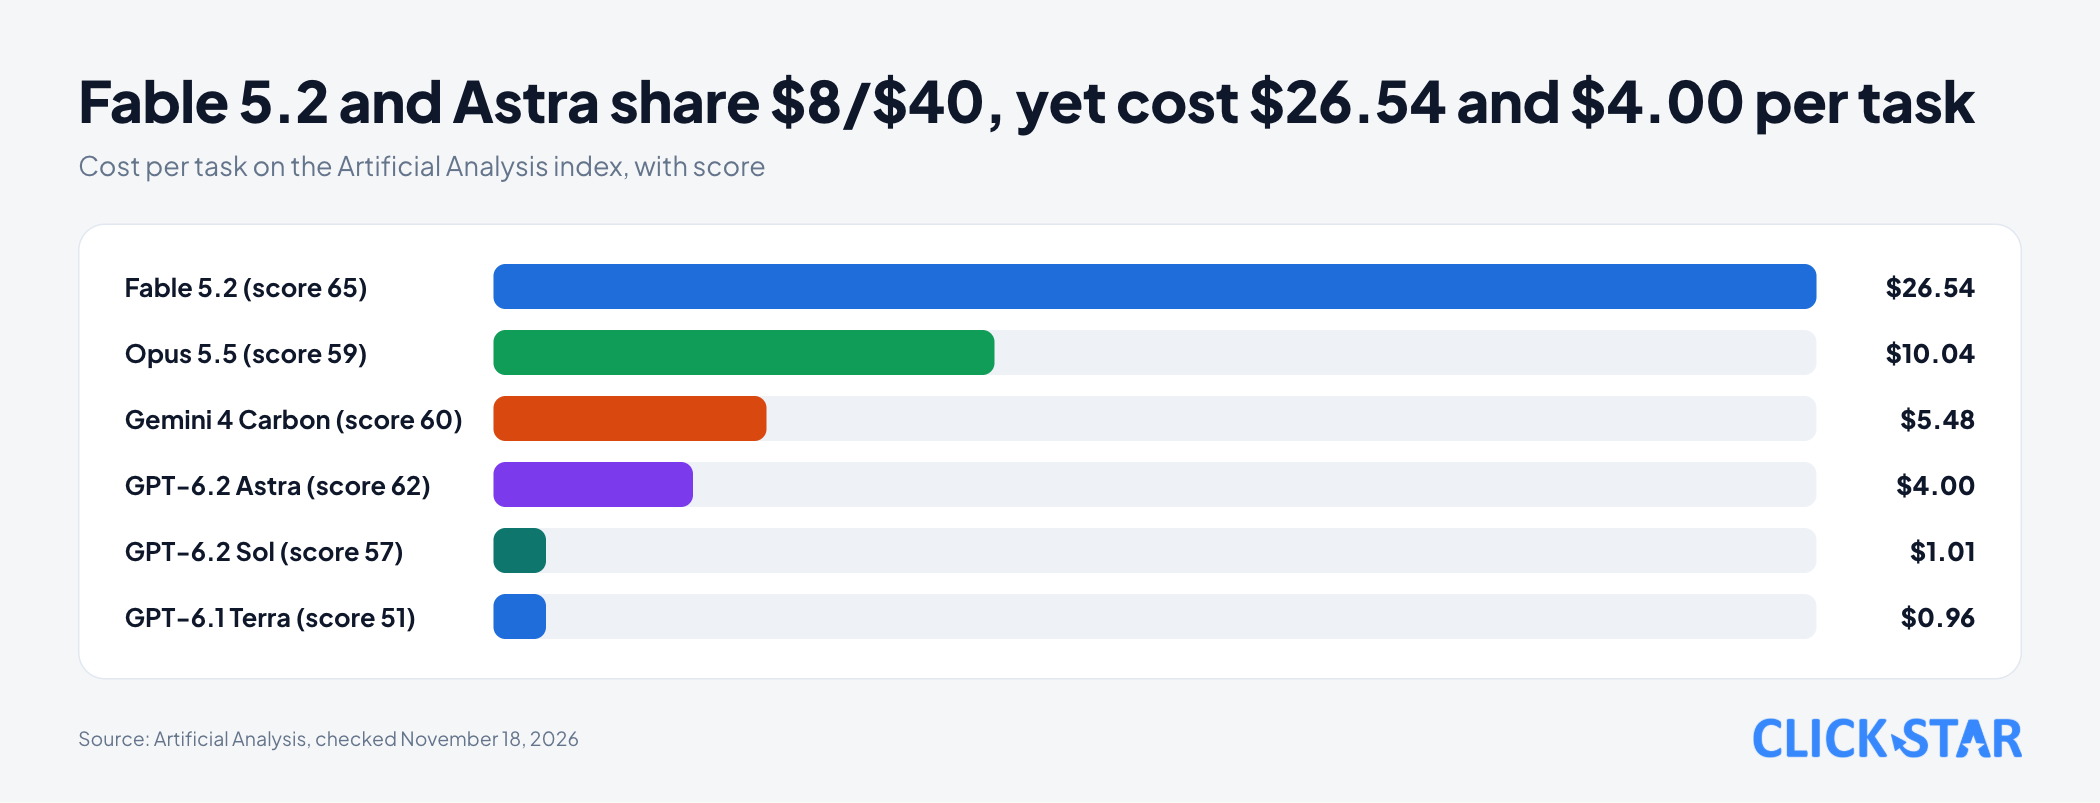 Fable 5.2 and Astra share $8/$40, yet cost $26.54 and $4.00 per task
Cost per task on the Artificial Analysis index, with score
Fable 5.2 (score 65) $26.54
Opus 5.5 (score 59) $10.04
Gemini 4 Carbon (score 60) $5.48
GPT-6.2 Astra (score 62) $4.00
GPT-6.2 Sol (score 57) $1.01
GPT-6.1 Terra (score 51) $0.96
Source: Artificial Analysis, checked November 18, 2026
CLICKSTAR